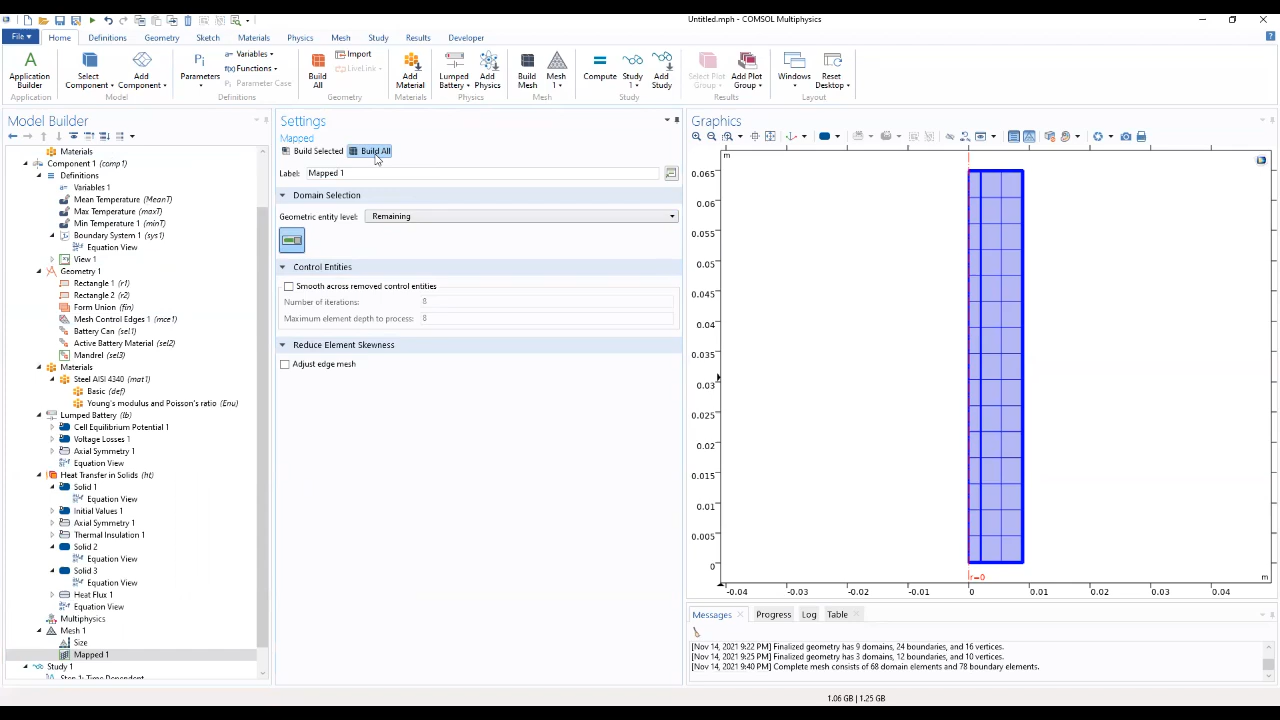 Untitled.mph - COMSOL Multiphysics
File Home Definitions Geometry Sketch Materials Physics Mesh Study Results Developer
Application Builder
Select Component
Add Component
Parameters
Variables
Functions
Parameter Case
Build All
Import
LiveLink
Add Material
Lumped Battery
Add Physics
Build Mesh
Mesh 1
Compute
Study 1
Add Study
Select Plot Group
Add Plot Group
Windows
Reset Desktop
Application Model Definitions Geometry Materials Physics Mesh Study Results Layout
Model Builder
Materials
Component 1 (comp1)
Definitions
Variables 1
Mean Temperature (MeanT)
Max Temperature (maxT)
Min Temperature 1 (minT)
Boundary System 1 (sys1)
Equation View
View 1
Geometry 1
Rectangle 1 (r1)
Rectangle 2 (r2)
Form Union (fin)
Mesh Control Edges 1 (mce1)
Battery Can (sel1)
Active Battery Material (sel2)
Mandrel (sel3)
Materials
Steel AISI 4340 (mat1)
Basic (def)
Young's modulus and Poisson's ratio (Enu)
Lumped Battery (lb)
Cell Equilibrium Potential 1
Voltage Losses 1
Axial Symmetry 1
Equation View
Heat Transfer in Solids (ht)
Solid 1
Equation View
Initial Values 1
Axial Symmetry 1
Thermal Insulation 1
Solid 2
Equation View
Solid 3
Equation View
Heat Flux 1
Equation View
Multiphysics
Mesh 1
Size
Mapped 1
Study 1
Step 1: Time Dependent
Settings
Mapped
Build Selected Build All
Label: Mapped 1
Domain Selection
Geometric entity level: Remaining
Control Entities
Smooth across removed control entities
Number of iterations: 8
Maximum element depth to process: 8
Reduce Element Skewness
Adjust edge mesh
Graphics
m
0.065
0.06
0.055
0.05
0.045
0.04
0.035
0.03
0.025
0.02
0.015
0.01
0.005
0
r=0
m
-0.04 -0.03 -0.02 -0.01 0 0.01 0.02 0.03 0.04
Messages Progress Log Table
[Nov 14, 2021 9:22 PM] Finalized geometry has 9 domains, 24 boundaries, and 16 vertices.
[Nov 14, 2021 9:25 PM] Finalized geometry has 3 domains, 12 boundaries, and 10 vertices.
[Nov 14, 2021 9:40 PM] Complete mesh consists of 68 domain elements and 78 boundary elements.
1.06 GB | 1.25 GB